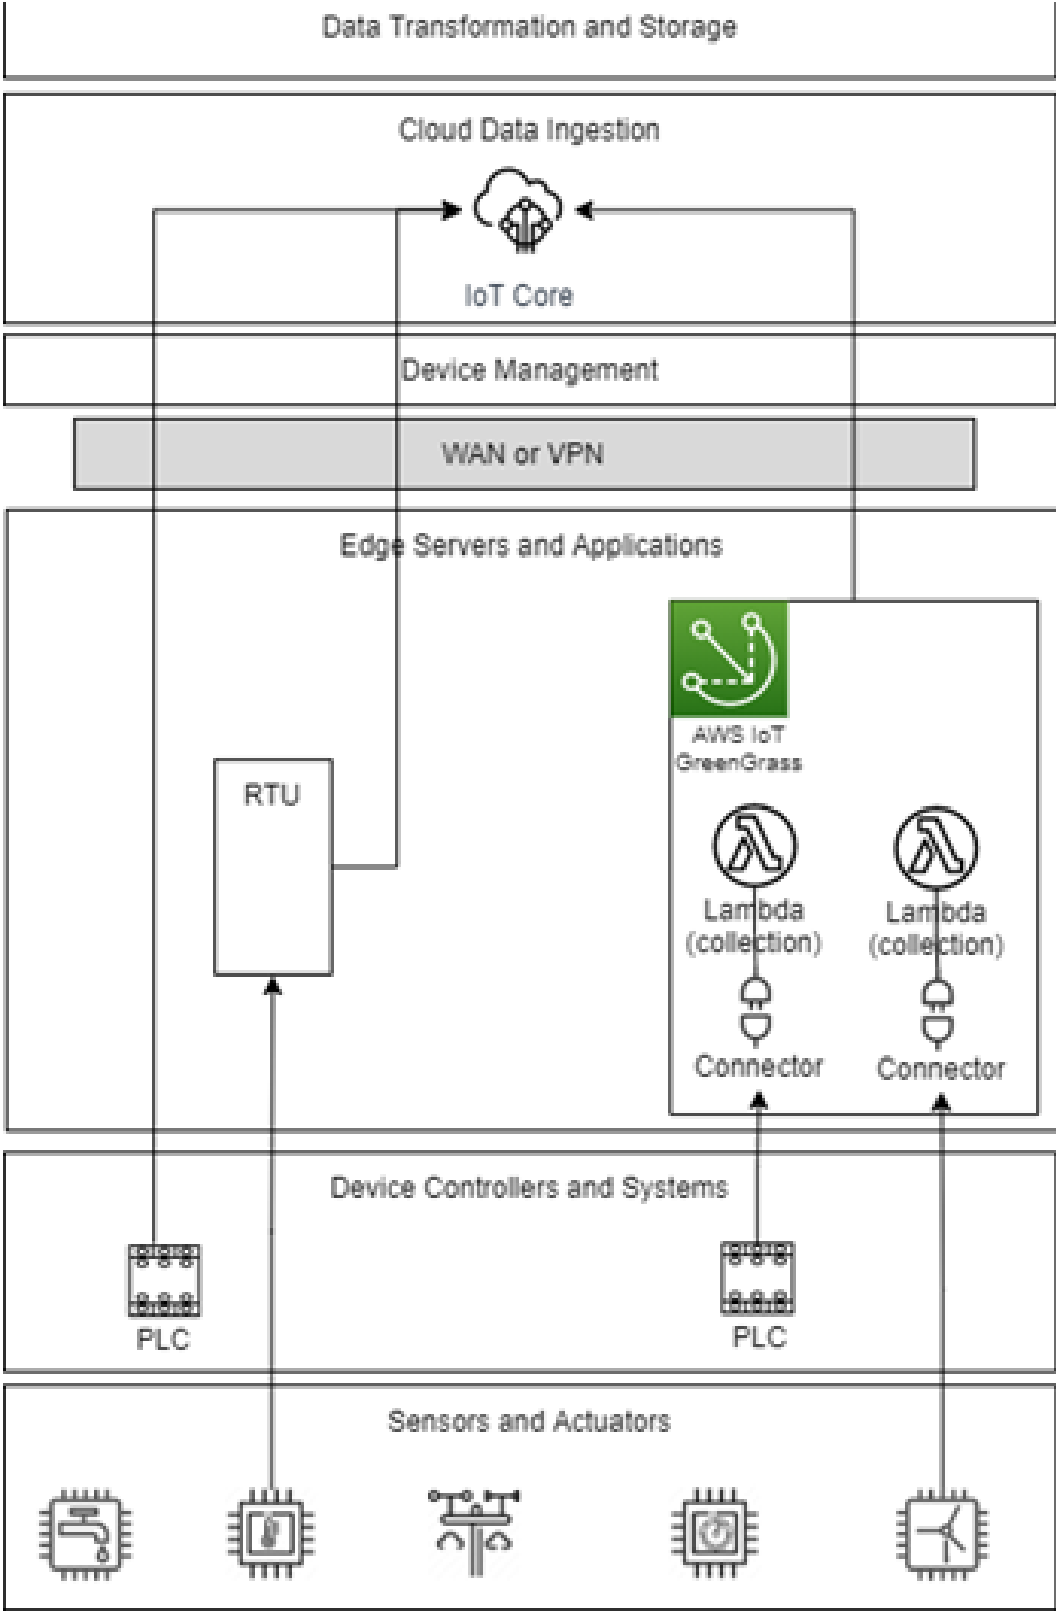 Data Transformation and Storage
Cloud Data Ingestion
IoT Core
Device Management
WAN or VPN
Edge Servers and Applications
AWS IoT
GreenGrass
RTU
Lambda
(collection)
Lambda
(collection)
Connector
Connector
Device Controllers and Systems
PLC
PLC
Sensors and Actuators